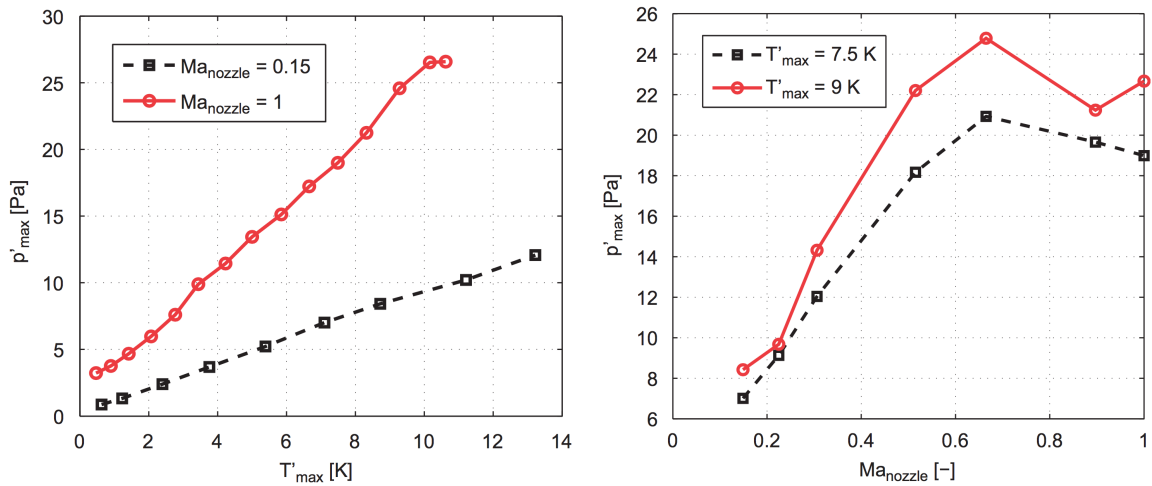 30
25
20
15
10
5
0
p'max [Pa]
Manozzle = 0.15
Manozzle = 1
0 2 4 6 8 10 12 14
T'max [K]
26
24
22
20
18
16
14
12
10
8
6
p'max [Pa]
T'max = 7.5 K
T'max = 9 K
0 0.2 0.4 0.6 0.8 1
Manozzle [−]